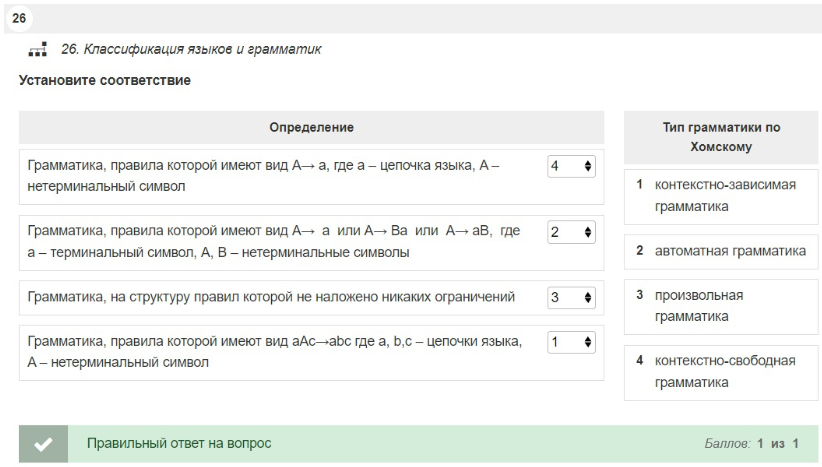 26
26. Классификация языков и грамматик
Установите соответствие
Определение
Грамматика, правила которой имеют вид A→ a, где a – цепочка языка, A –
нетерминальный символ
4
Грамматика, правила которой имеют вид A→ a или A→ Ba или A→ aB, где
a – терминальный символ, A, B – нетерминальные символы
2
Грамматика, на структуру правил которой не наложено никаких ограничений
3
Грамматика, правила которой имеют вид aAc→abc где a, b,c – цепочки языка,
A – нетерминальный символ
1
Тип грамматики по
Хомскому
1 контекстно-зависимая
грамматика
2 автоматная грамматика
3 произвольная
грамматика
4 контекстно-свободная
грамматика
Правильный ответ на вопрос
Баллов: 1 из 1